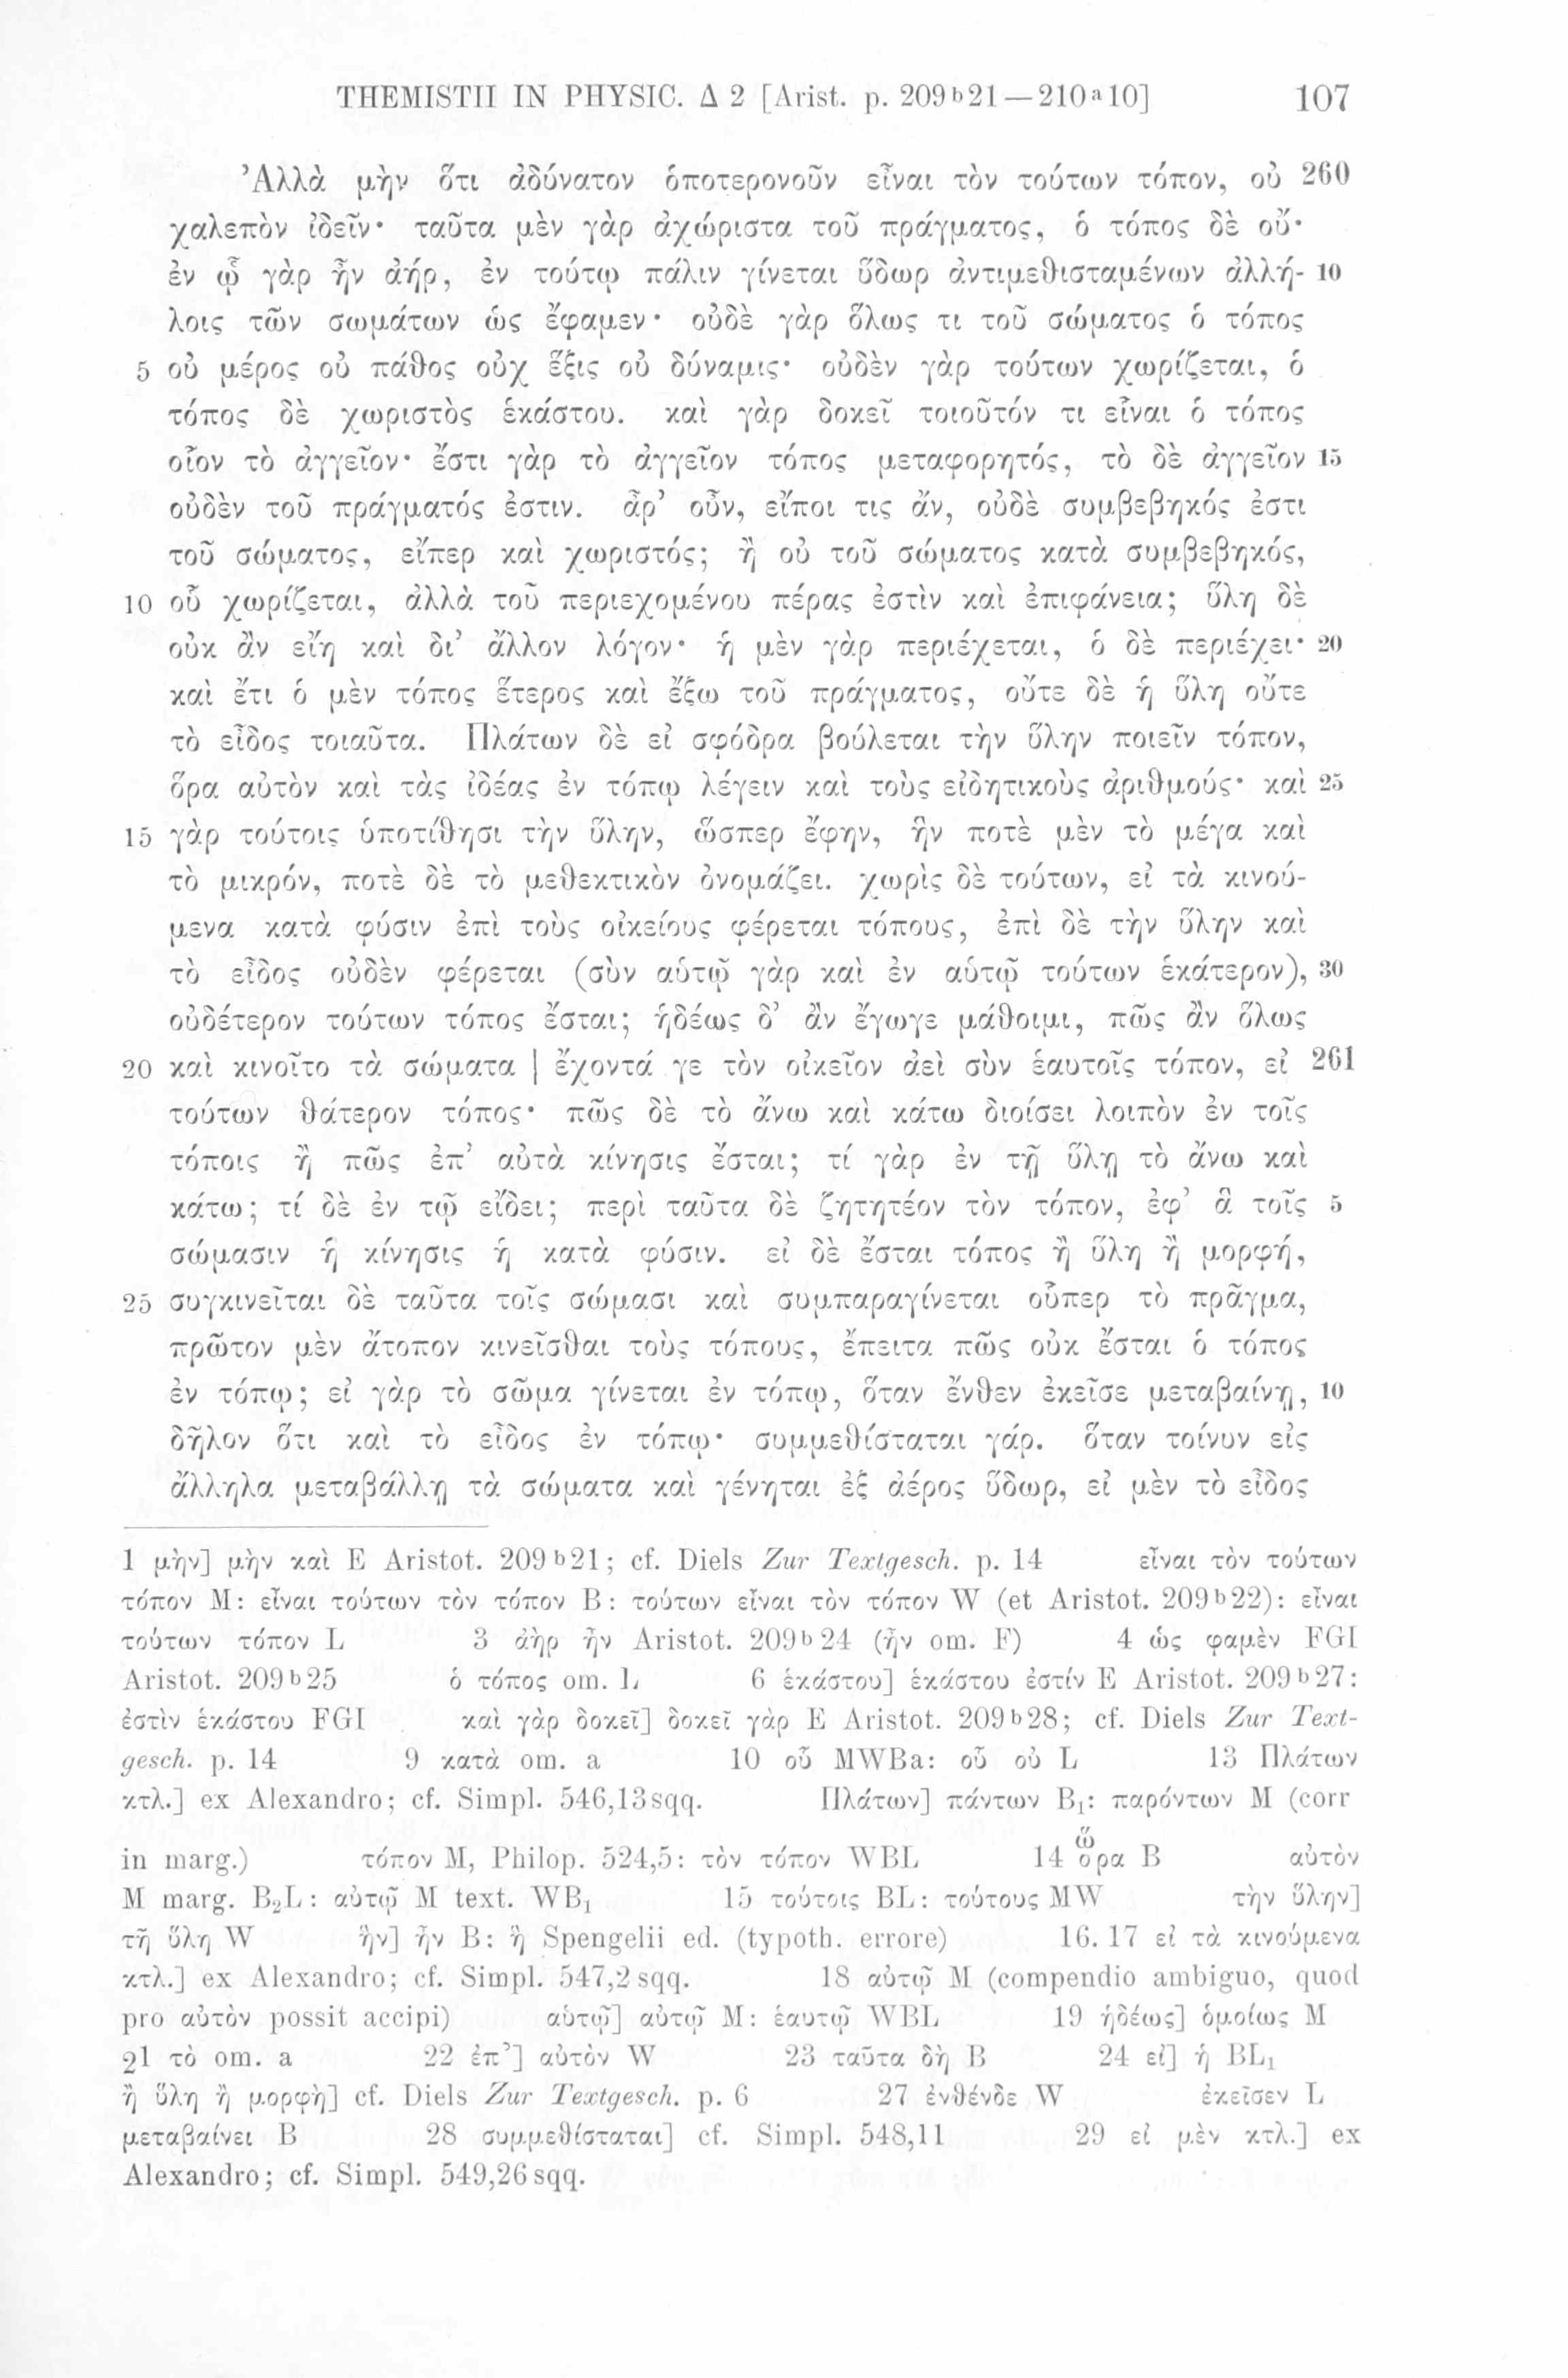 THEMISTII IN PHYSIC. Δ 2 [Arist. p. 209ᵇ21—210ᵃ10] 107
Ἀλλὰ μὴν ὅτι ἀδύνατον ὁποτερονοῦν εἶναι τὸν τούτων τόπον, οὐ 260
χαλεπὸν ἰδεῖν· ταῦτα μὲν γὰρ ἀχώριστα τοῦ πράγματος, ὁ τόπος δὲ οὔ·
ἐν ᾧ γὰρ ἦν ἀήρ, ἐν τούτῳ πάλιν γίνεται ὕδωρ ἀντιμεθισταμένων ἀλλή- 10
λοις τῶν σωμάτων ὡς ἔφαμεν· οὐδὲ γὰρ ὅλως τι τοῦ σώματος ὁ τόπος
5 οὐ μέρος οὐ πάθος οὐχ ἕξις οὐ δύναμις· οὐδὲν γὰρ τούτων χωρίζεται, ὁ
τόπος δὲ χωριστὸς ἑκάστου. καὶ γὰρ δοκεῖ τοιοῦτόν τι εἶναι ὁ τόπος
οἷον τὸ ἀγγεῖον· ἔστι γὰρ τὸ ἀγγεῖον τόπος μεταφορητός, τὸ δὲ ἀγγεῖον 15
οὐδὲν τοῦ πράγματός ἐστιν. ἆρ’ οὖν, εἴποι τις ἄν, οὐδὲ συμβεβηκός ἐστι
τοῦ σώματος, εἴπερ καὶ χωριστός; ἢ οὐ τοῦ σώματος κατὰ συμβεβηκός,
10 οὗ χωρίζεται, ἀλλὰ τοῦ περιεχομένου πέρας ἐστὶν καὶ ἐπιφάνεια; ὕλη δὲ
οὐκ ἂν εἴη καὶ δι’ ἄλλον λόγον· ἡ μὲν γὰρ περιέχεται, ὁ δὲ περιέχει· 20
καὶ ἔτι ὁ μὲν τόπος ἕτερος καὶ ἔξω τοῦ πράγματος, οὔτε δὲ ἡ ὕλη οὔτε
τὸ εἶδος τοιαῦτα. Πλάτων δὲ εἰ σφόδρα βούλεται τὴν ὕλην ποιεῖν τόπον,
ὅρα αὐτὸν καὶ τὰς ἰδέας ἐν τόπῳ λέγειν καὶ τοὺς εἰδητικοὺς ἀριθμούς· καὶ 25
15 γὰρ τούτοις ὑποτίθησι τὴν ὕλην, ὥσπερ ἔφην, ἣν ποτὲ μὲν τὸ μέγα καὶ
τὸ μικρόν, ποτὲ δὲ τὸ μεθεκτικὸν ὀνομάζει. χωρὶς δὲ τούτων, εἰ τὰ κινού-
μενα κατὰ φύσιν ἐπὶ τοὺς οἰκείους φέρεται τόπους, ἐπὶ δὲ τὴν ὕλην καὶ
τὸ εἶδος οὐδὲν φέρεται (σὺν αὑτῷ γὰρ καὶ ἐν αὑτῷ τούτων ἑκάτερον), 30
οὐδέτερον τούτων τόπος ἔσται; ἡδέως δ’ ἂν ἔγωγε μάθοιμι, πῶς ἂν ὅλως
20 καὶ κινοῖτο τὰ σώματα | ἔχοντά γε τὸν οἰκεῖον ἀεὶ σὺν ἑαυτοῖς τόπον, εἰ 261
τούτων θάτερον τόπος· πῶς δὲ τὸ ἄνω καὶ κάτω διοίσει λοιπὸν ἐν τοῖς
τόποις ἢ πῶς ἐπ’ αὐτὰ κίνησις ἔσται; τί γὰρ ἐν τῇ ὕλῃ τὸ ἄνω καὶ
κάτω; τί δὲ ἐν τῷ εἴδει; περὶ ταῦτα δὲ ζητητέον τὸν τόπον, ἐφ’ ἃ τοῖς 5
σώμασιν ἡ κίνησις ἡ κατὰ φύσιν. εἰ δὲ ἔσται τόπος ἢ ὕλη ἢ μορφή,
25 συγκινεῖται δὲ ταῦτα τοῖς σώμασι καὶ συμπαραγίνεται οὗπερ τὸ πρᾶγμα,
πρῶτον μὲν ἄτοπον κινεῖσθαι τοὺς τόπους, ἔπειτα πῶς οὐκ ἔσται ὁ τόπος
ἐν τόπῳ; εἰ γὰρ τὸ σῶμα γίνεται ἐν τόπῳ, ὅταν ἔνθεν ἐκεῖσε μεταβαίνῃ, 10
δῆλον ὅτι καὶ τὸ εἶδος ἐν τόπῳ· συμμεθίσταται γάρ. ὅταν τοίνυν εἰς
ἄλληλα μεταβάλλῃ τὰ σώματα καὶ γένηται ἐξ ἀέρος ὕδωρ, εἰ μὲν τὸ εἶδος
1 μὴν] μὴν καὶ E Aristot. 209ᵇ21; cf. Diels Zur Textgesch. p. 14 εἶναι τὸν τούτων
τόπον M: εἶναι τούτων τὸν τόπον B: τούτων εἶναι τὸν τόπον W (et Aristot. 209ᵇ22): εἶναι
τούτων τόπον L 3 ἀὴρ ἦν Aristot. 209ᵇ24 (ἦν om. F) 4 ὡς φαμὲν FGI
Aristot. 209ᵇ25 ὁ τόπος om. L 6 ἑκάστου] ἑκάστου ἐστίν E Aristot. 209ᵇ27:
ἐστὶν ἑκάστου FGI καὶ γὰρ δοκεῖ] δοκεῖ γὰρ E Aristot. 209ᵇ28; cf. Diels Zur Text-
gesch. p. 14 9 κατὰ om. a 10 οὗ MWBa: οὗ οὐ L 13 Πλάτων
κτλ.] ex Alexandro; cf. Simpl. 546,13sqq. Πλάτων] πάντων B₁: παρόντων M (corr
in marg.) τόπον M, Philop. 524,5: τὸν τόπον WBL 14 ὅρα B αὐτὸν
M marg. B₂L: αὐτῷ M text. WB₁ 15 τούτοις BL: τούτους MW τὴν ὕλην]
τῇ ὕλῃ W ἣν] ἦν B: ἢ Spengelii ed. (typoth. errore) 16. 17 εἰ τὰ κινούμενα
κτλ.] ex Alexandro; cf. Simpl. 547,2 sqq. 18 αὐτῷ M (compendio ambiguo, quod
pro αὐτὸν possit accipi) αὑτῷ] αὐτῷ M: ἑαυτῷ WBL 19 ἡδέως] ὁμοίως M
21 τὸ om. a 22 ἐπ’] αὐτὸν W 23 ταῦτα δὴ B 24 εἰ] ἡ BL₁
ἢ ὕλη ἢ μορφὴ] cf. Diels Zur Textgesch. p. 6 27 ἐνθένδε W ἐκεῖσεν L
μεταβαίνει B 28 συμμεθίσταται] cf. Simpl. 548,11 29 εἰ μὲν κτλ.] ex
Alexandro; cf. Simpl. 549,26 sqq.